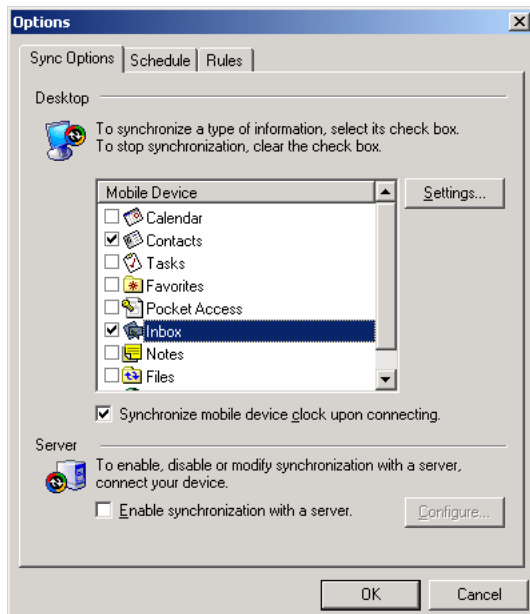 Options
Sync Options Schedule Rules
Desktop
To synchronize a type of information, select its check box.
To stop synchronization, clear the check box.
Mobile Device
Settings...
Calendar
Contacts
Tasks
Favorites
Pocket Access
Inbox
Notes
Files
Synchronize mobile device clock upon connecting.
Server
To enable, disable or modify synchronization with a server,
connect your device.
Enable synchronization with a server.
Configure...
OK Cancel